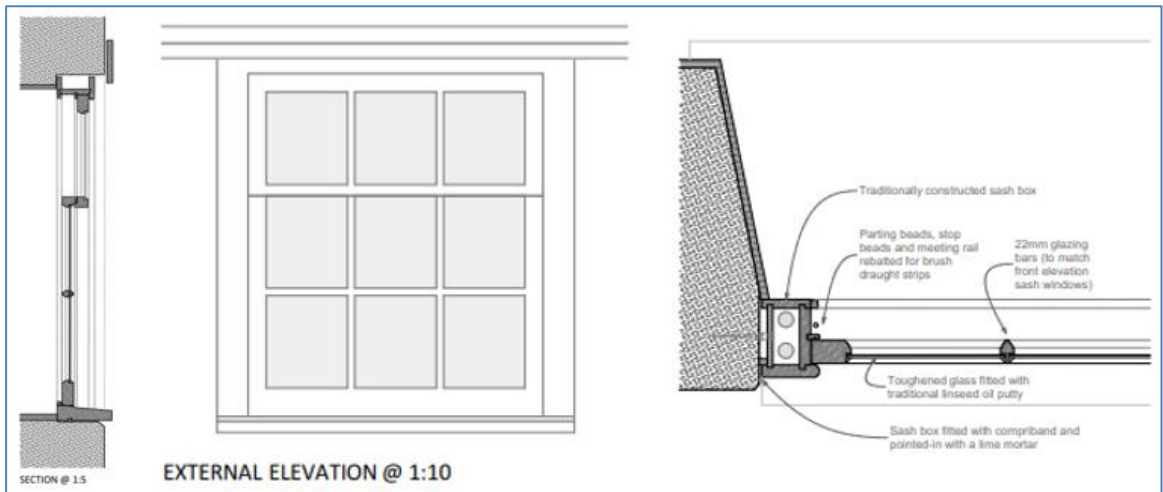 SECTION @ 1:5
EXTERNAL ELEVATION @ 1:10
Traditionally constructed sash box
Parting beads, stop
beads and meeting rail
rebatted for brush
draught strips
22mm glazing
bars (to match
front elevation
sash windows)
Toughened glass fitted with
traditional linseed oil putty
Sash box fitted with compriband and
pointed-in with a lime mortar